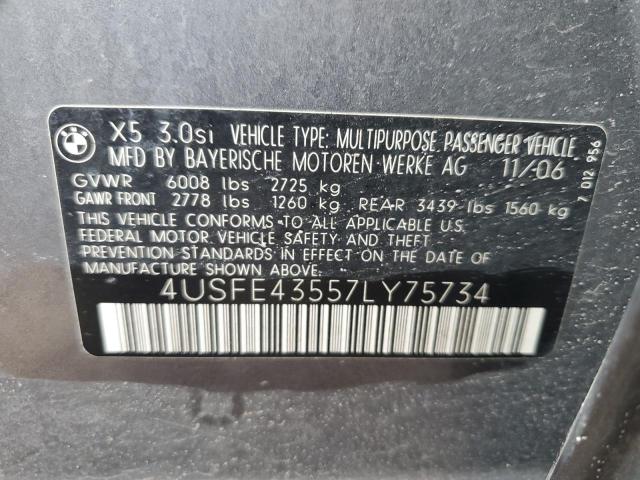 BMW
X5 3.0si VEHICLE TYPE: MULTIPURPOSE PASSENGER VEHICLE
MFD BY BAYERISCHE MOTOREN WERKE AG 11/06
GVWR 6008 lbs 2725 kg
GAWR FRONT 2778 lbs 1260 kg REAR 3439 lbs 1560 kg
THIS VEHICLE CONFORMS TO ALL APPLICABLE U.S.
FEDERAL MOTOR VEHICLE SAFETY AND THEFT
PREVENTION STANDARDS IN EFFECT ON THE DATE OF
MANUFACTURE SHOWN ABOVE.
4USFE43557LY75734
7 012 956